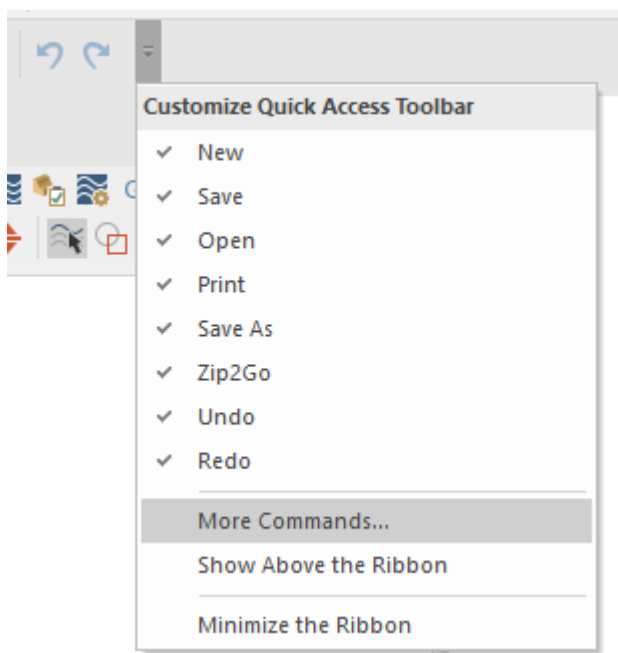 Customize Quick Access Toolbar
New
Save
Open
Print
Save As
Zip2Go
Undo
Redo
More Commands...
Show Above the Ribbon
Minimize the Ribbon